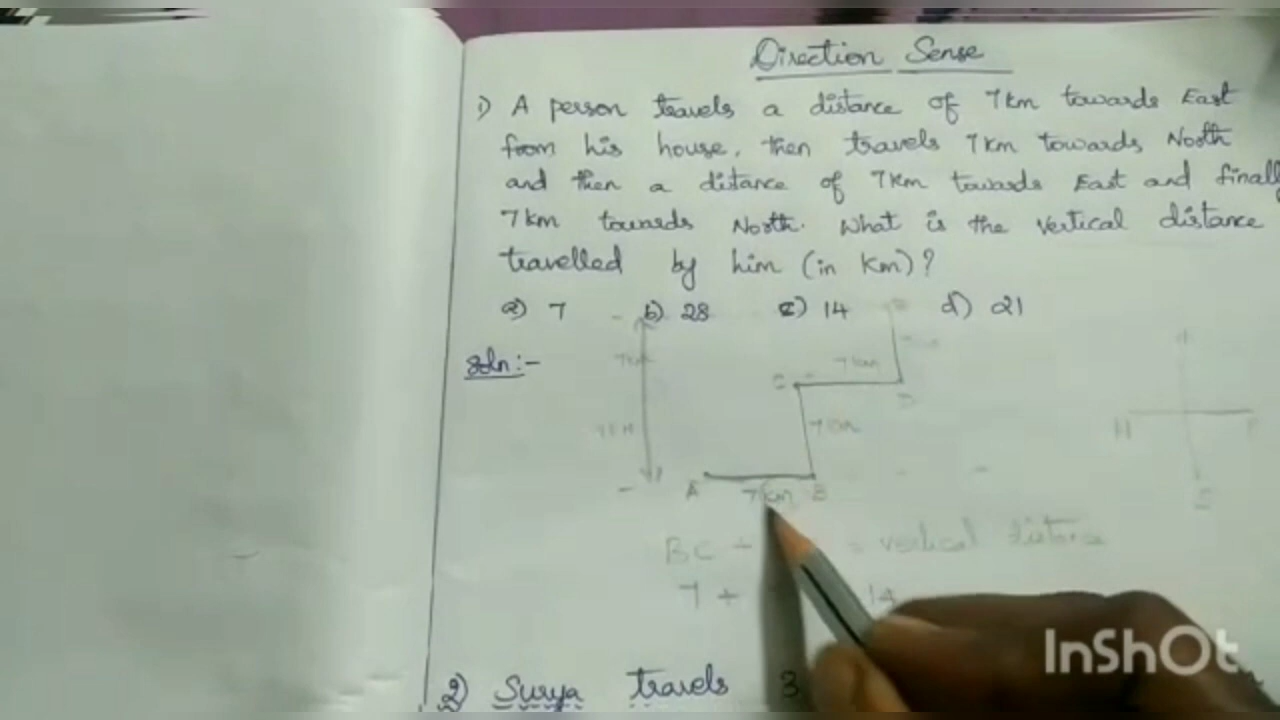 Direction Sense
1) A person travels a distance of 7km towards East
from his house, then travels 7km towards North
and then a distance of 7km towards East and finally
7km towards North. What is the vertical distance
travelled by him (in Km)?
a) 7 b) 28 c) 14 d) 21
Soln:-
7km
C
7km
D
7km
A
7km
B
BC + = vertical distance
7 + 14
2) Surya travels 3
InShOt